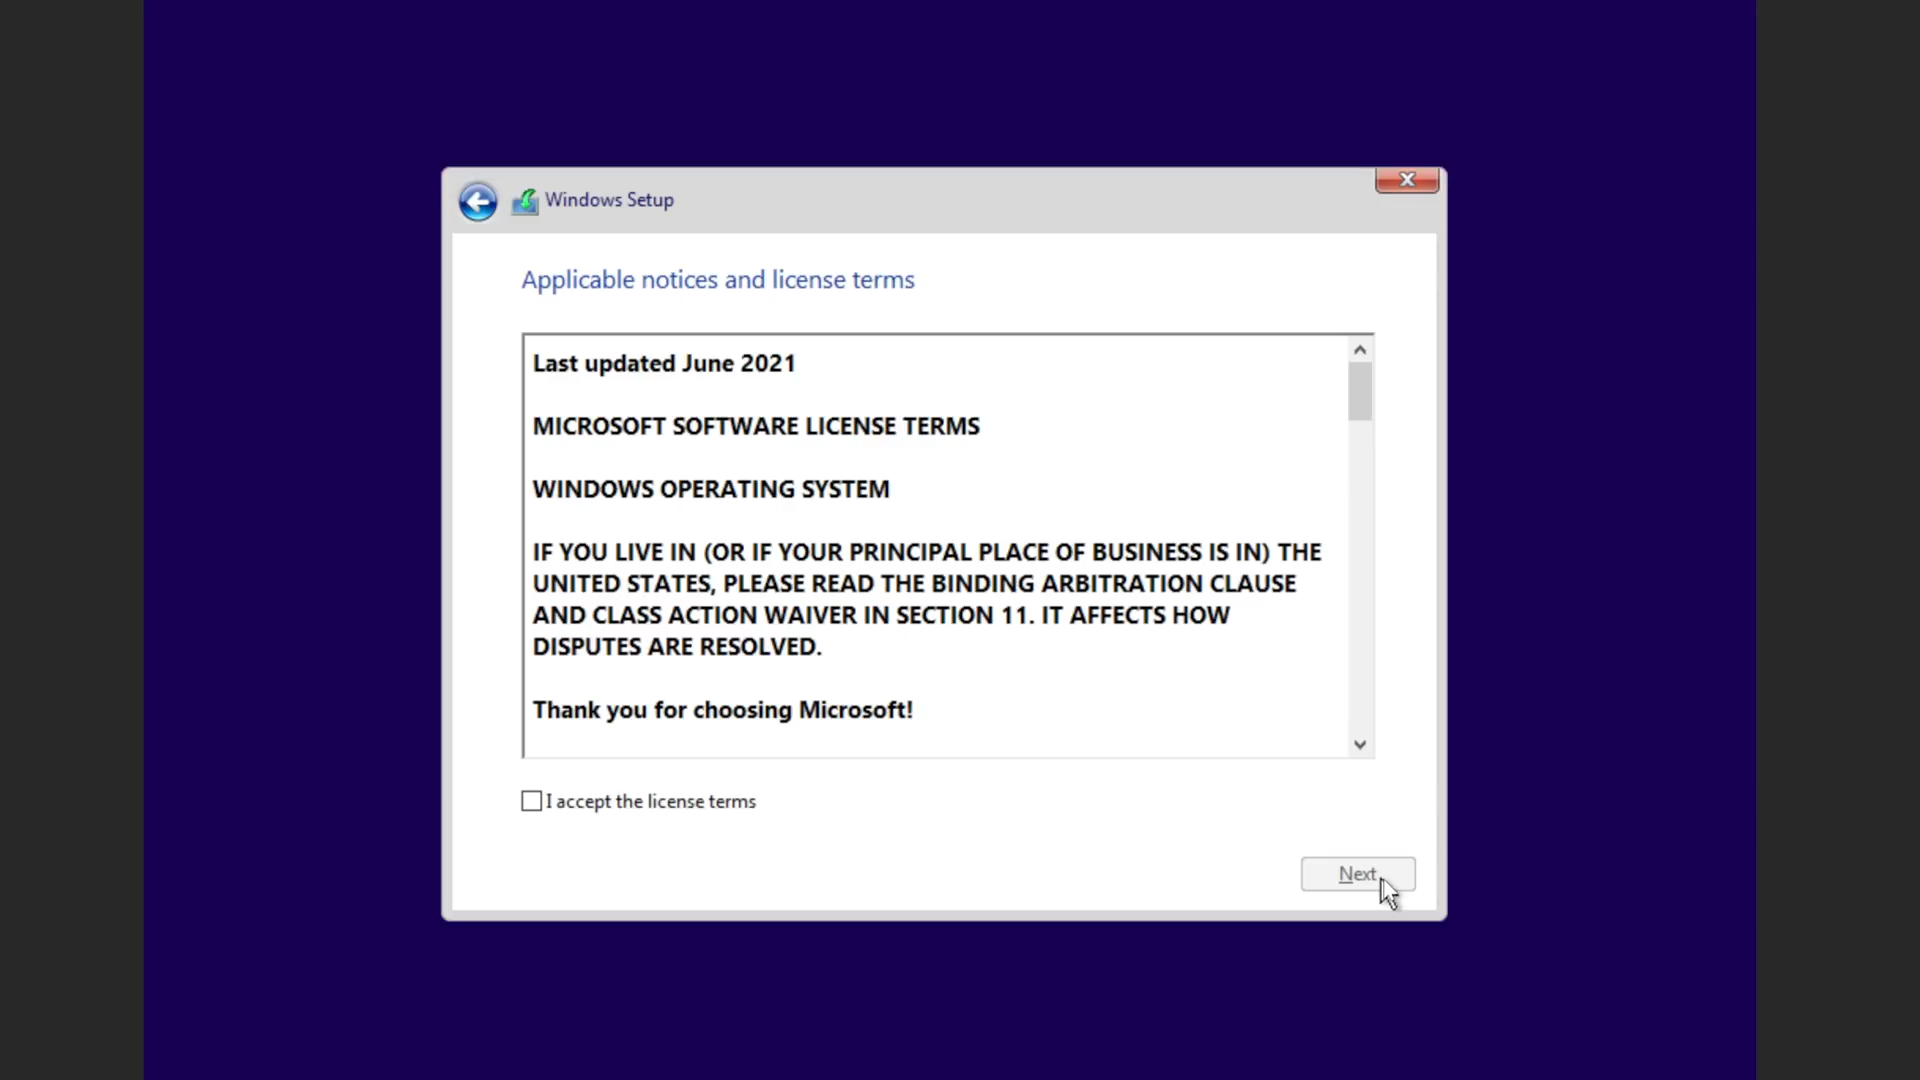 Windows Setup
Applicable notices and license terms
Last updated June 2021
MICROSOFT SOFTWARE LICENSE TERMS
WINDOWS OPERATING SYSTEM
IF YOU LIVE IN (OR IF YOUR PRINCIPAL PLACE OF BUSINESS IS IN) THE
UNITED STATES, PLEASE READ THE BINDING ARBITRATION CLAUSE
AND CLASS ACTION WAIVER IN SECTION 11. IT AFFECTS HOW
DISPUTES ARE RESOLVED.
Thank you for choosing Microsoft!
I accept the license terms
Next